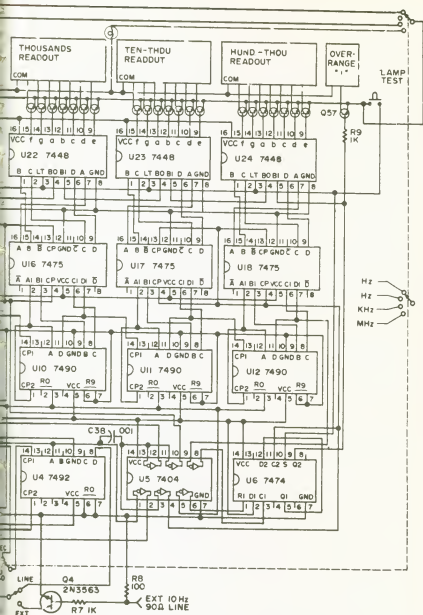 THOUSANDS READOUT
COM
TEN-THOU READOUT
COM
HUND-THOU READOUT
COM
OVER-RANGE "1"
LAMP TEST
Q57
R9 1K
16 15 14 13 12 11 10 9
VCC f g a b c d e
U22 7448
B C LT BO BI D A GND
1 2 3 4 5 6 7 8
16 15 14 13 12 11 10 9
VCC f g a b c d e
U23 7448
B C LT BO BI D A GND
1 2 3 4 5 6 7 8
16 15 14 13 12 11 10 9
VCC f g a b c d e
U24 7448
B C LT BO BI D A GND
1 2 3 4 5 6 7 8
16 15 14 13 12 11 10 9
A B B CP GND C C D
U16 7475
A AI BI CP VCC CI DI D
1 2 3 4 5 6 7 8
16 15 14 13 12 11 10 9
A B B CP GND C C D
U17 7475
A AI BI CP VCC CI DI D
1 2 3 4 5 6 7 8
16 15 14 13 12 11 10 9
A B B CP GND C C D
U18 7475
A AI BI CP VCC CI DI D
1 2 3 4 5 6 7 8
Hz
Hz
KHz
MHz
14 13 12 11 10 9 8
CP1 A D GND B C
U10 7490
CP2 R0 VCC R9
1 2 3 4 5 6 7
14 13 12 11 10 9 8
CP1 A D GND B C
U11 7490
CP2 R0 VCC R9
1 2 3 4 5 6 7
14 13 12 11 10 9 8
CP1 A D GND B C
U12 7490
CP2 R0 VCC R9
1 2 3 4 5 6 7
C38 .001
14 13 12 11 10 9 8
CP1 A B GND C D
U4 7492
CP2 VCC R0
1 2 3 4 5 6 7
14 13 12 11 10 9 8
VCC
U5 7404
GND
1 2 3 4 5 6 7
14 13 12 11 10 9 8
VCC D2 C2 S Q2
U6 7474
R1 D1 C1 Q1 GND
1 2 3 4 5 6 7
LINE
EXT
Q4 2N3563
R7 1K
R8 100
EXT 10Hz 90Ω LINE